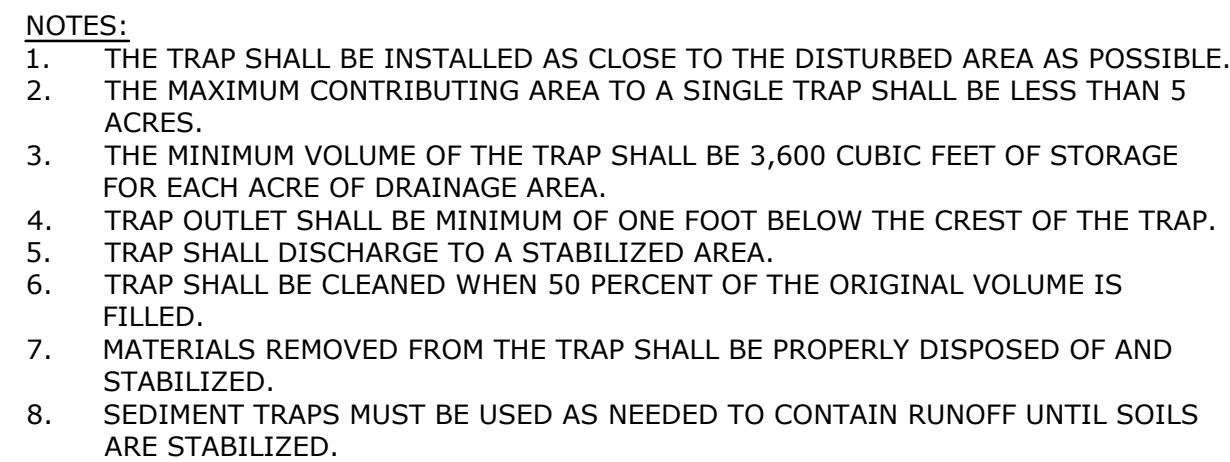 NOTES:
1. THE TRAP SHALL BE INSTALLED AS CLOSE TO THE DISTURBED AREA AS POSSIBLE.
2. THE MAXIMUM CONTRIBUTING AREA TO A SINGLE TRAP SHALL BE LESS THAN 5
ACRES.
3. THE MINIMUM VOLUME OF THE TRAP SHALL BE 3,600 CUBIC FEET OF STORAGE
FOR EACH ACRE OF DRAINAGE AREA.
4. TRAP OUTLET SHALL BE MINIMUM OF ONE FOOT BELOW THE CREST OF THE TRAP.
5. TRAP SHALL DISCHARGE TO A STABILIZED AREA.
6. TRAP SHALL BE CLEANED WHEN 50 PERCENT OF THE ORIGINAL VOLUME IS
FILLED.
7. MATERIALS REMOVED FROM THE TRAP SHALL BE PROPERLY DISPOSED OF AND
STABILIZED.
8. SEDIMENT TRAPS MUST BE USED AS NEEDED TO CONTAIN RUNOFF UNTIL SOILS
ARE STABILIZED.